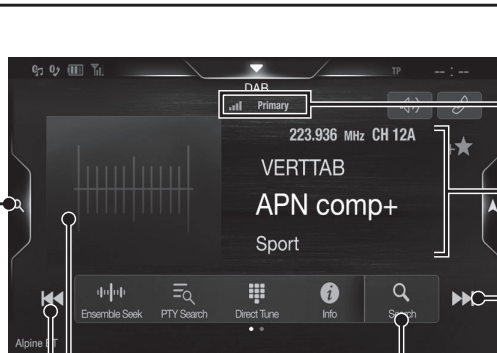 TP
-- : --
DAB
Primary
223.936 MHz CH 12A
VERTTAB
APN comp+
Sport
Ensemble Seek
PTY Search
Direct Tune
Info
Search
Alpine BT